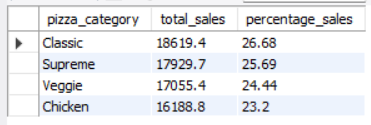 pizza_category total_sales percentage_sales
Classic 18619.4 26.68
Supreme 17929.7 25.69
Veggie 17055.4 24.44
Chicken 16188.8 23.2